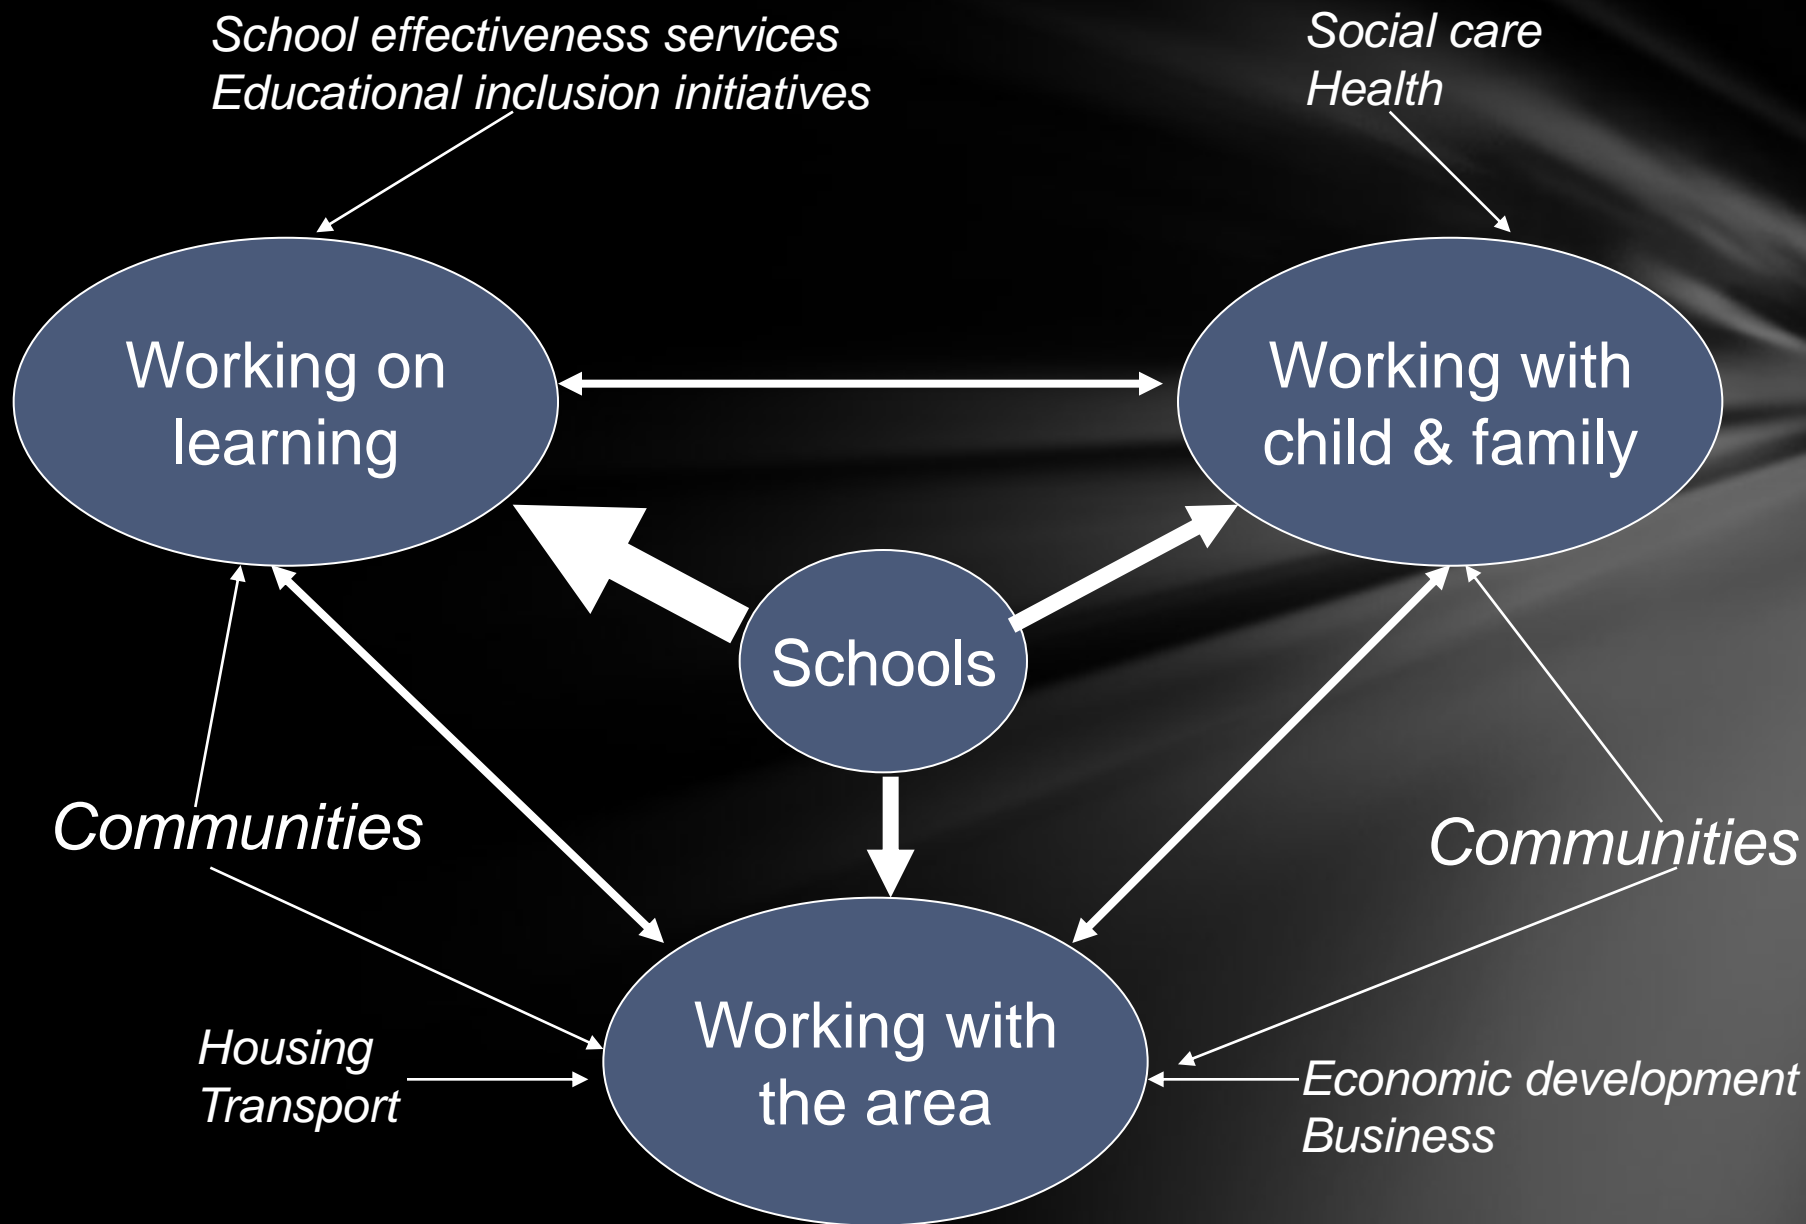 School effectiveness services
Educational inclusion initiatives
Social care
Health
Working on
learning
Working with
child & family
Schools
Communities
Communities
Working with
the area
Housing
Transport
Economic development
Business